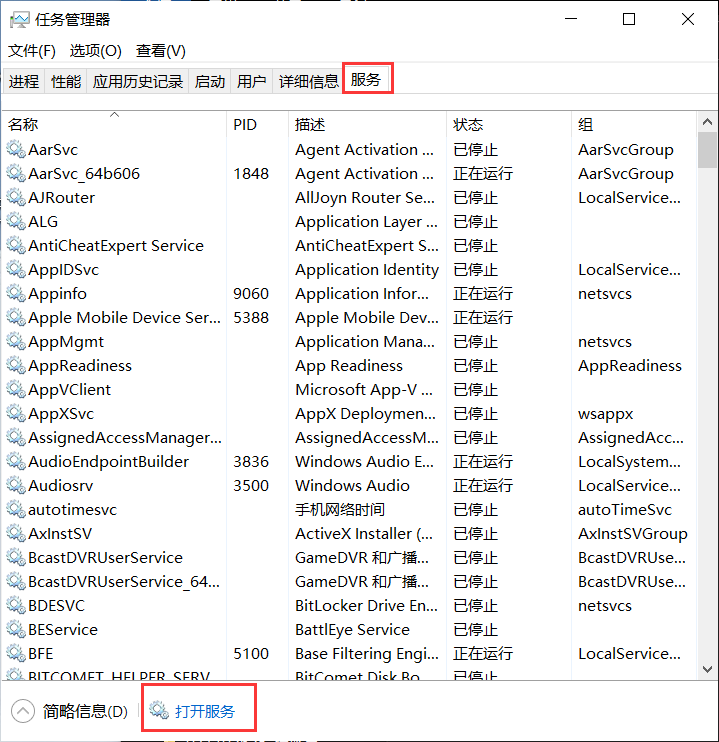 任务管理器
文件(F) 选项(O) 查看(V)
进程 性能 应用历史记录 启动 用户 详细信息 服务
名称 PID 描述 状态 组
AarSvc Agent Activation ... 已停止 AarSvcGroup
AarSvc_64b606 1848 Agent Activation ... 正在运行 AarSvcGroup
AJRouter AllJoyn Router Se... 已停止 LocalService...
ALG Application Layer ... 已停止
AntiCheatExpert Service AntiCheatExpert S... 已停止
AppIDSvc Application Identity 已停止 LocalService...
Appinfo 9060 Application Infor... 正在运行 netsvcs
Apple Mobile Device Ser... 5388 Apple Mobile Dev... 正在运行
AppMgmt Application Mana... 已停止 netsvcs
AppReadiness App Readiness 已停止 AppReadiness
AppVClient Microsoft App-V ... 已停止
AppXSvc AppX Deploymen... 已停止 wsappx
AssignedAccessManager... AssignedAccessM... 已停止 AssignedAcc...
AudioEndpointBuilder 3836 Windows Audio E... 正在运行 LocalSystem...
Audiosrv 3500 Windows Audio 正在运行 LocalService...
autotimesvc 手机网络时间 已停止 autoTimeSvc
AxInstSV ActiveX Installer (... 已停止 AxInstSVGroup
BcastDVRUserService GameDVR 和广播... 已停止 BcastDVRUse...
BcastDVRUserService_64... GameDVR 和广播... 已停止 BcastDVRUse...
BDESVC BitLocker Drive En... 已停止 netsvcs
BEService BattlEye Service 已停止
BFE 5100 Base Filtering Engi... 正在运行 LocalService...
BITCOMET_HELPER_SERV... BitComet Disk Bo... 已停止
简略信息(D) 打开服务